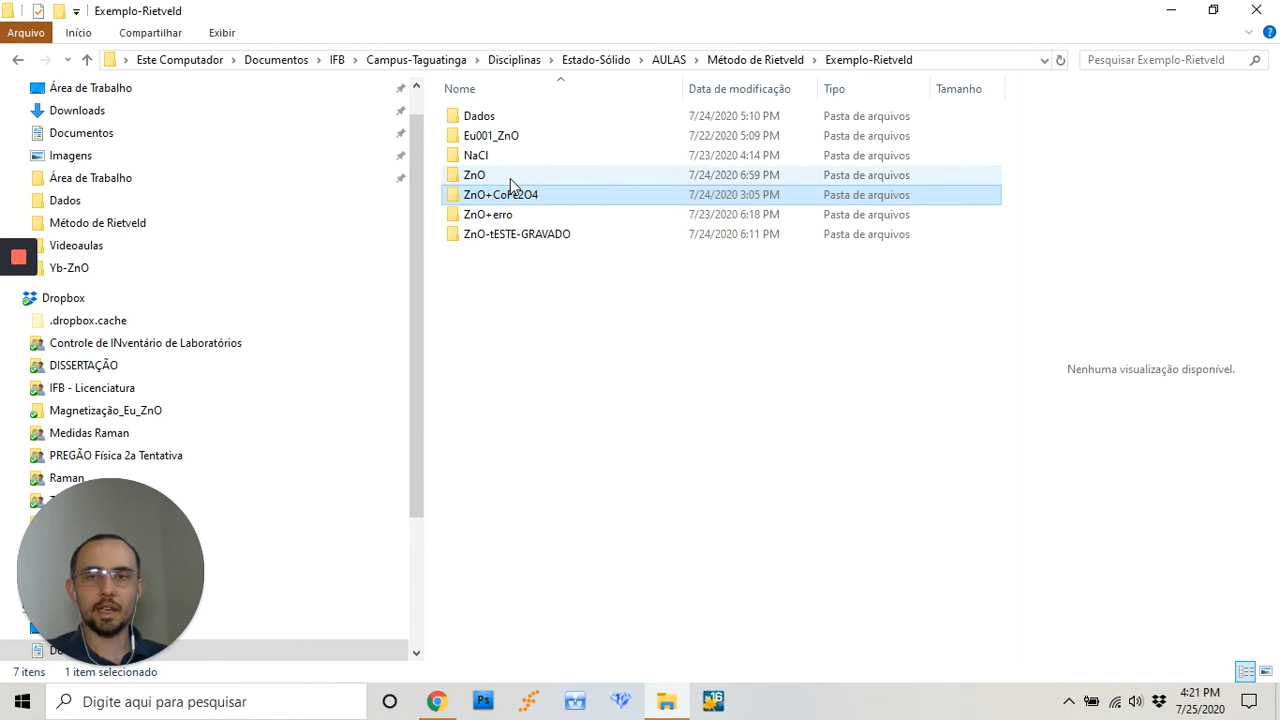 Exemplo-Rietveld
Arquivo Início Compartilhar Exibir
Este Computador Documentos IFB Campus-Taguatinga Disciplinas Estado-Sólido AULAS Método de Rietveld Exemplo-Rietveld
Pesquisar Exemplo-Rietveld
Área de Trabalho
Downloads
Documentos
Imagens
Área de Trabalho
Dados
Método de Rietveld
Videoaulas
Yb-ZnO
Dropbox
.dropbox.cache
Controle de INventário de Laboratórios
DISSERTAÇÃO
IFB - Licenciatura
Magnetização_Eu_ZnO
Medidas Raman
PREGÃO Física 2a Tentativa
Raman
Nome Data de modificação Tipo Tamanho
Dados 7/24/2020 5:10 PM Pasta de arquivos
Eu001_ZnO 7/22/2020 5:09 PM Pasta de arquivos
NaCl 7/23/2020 4:14 PM Pasta de arquivos
ZnO 7/24/2020 6:59 PM Pasta de arquivos
ZnO+CoFe2O4 7/24/2020 3:05 PM Pasta de arquivos
ZnO+erro 7/23/2020 6:18 PM Pasta de arquivos
ZnO-tESTE-GRAVADO 7/24/2020 6:11 PM Pasta de arquivos
Nenhuma visualização disponível.
7 itens 1 item selecionado
Digite aqui para pesquisar
Ps
16
4:21 PM
7/25/2020